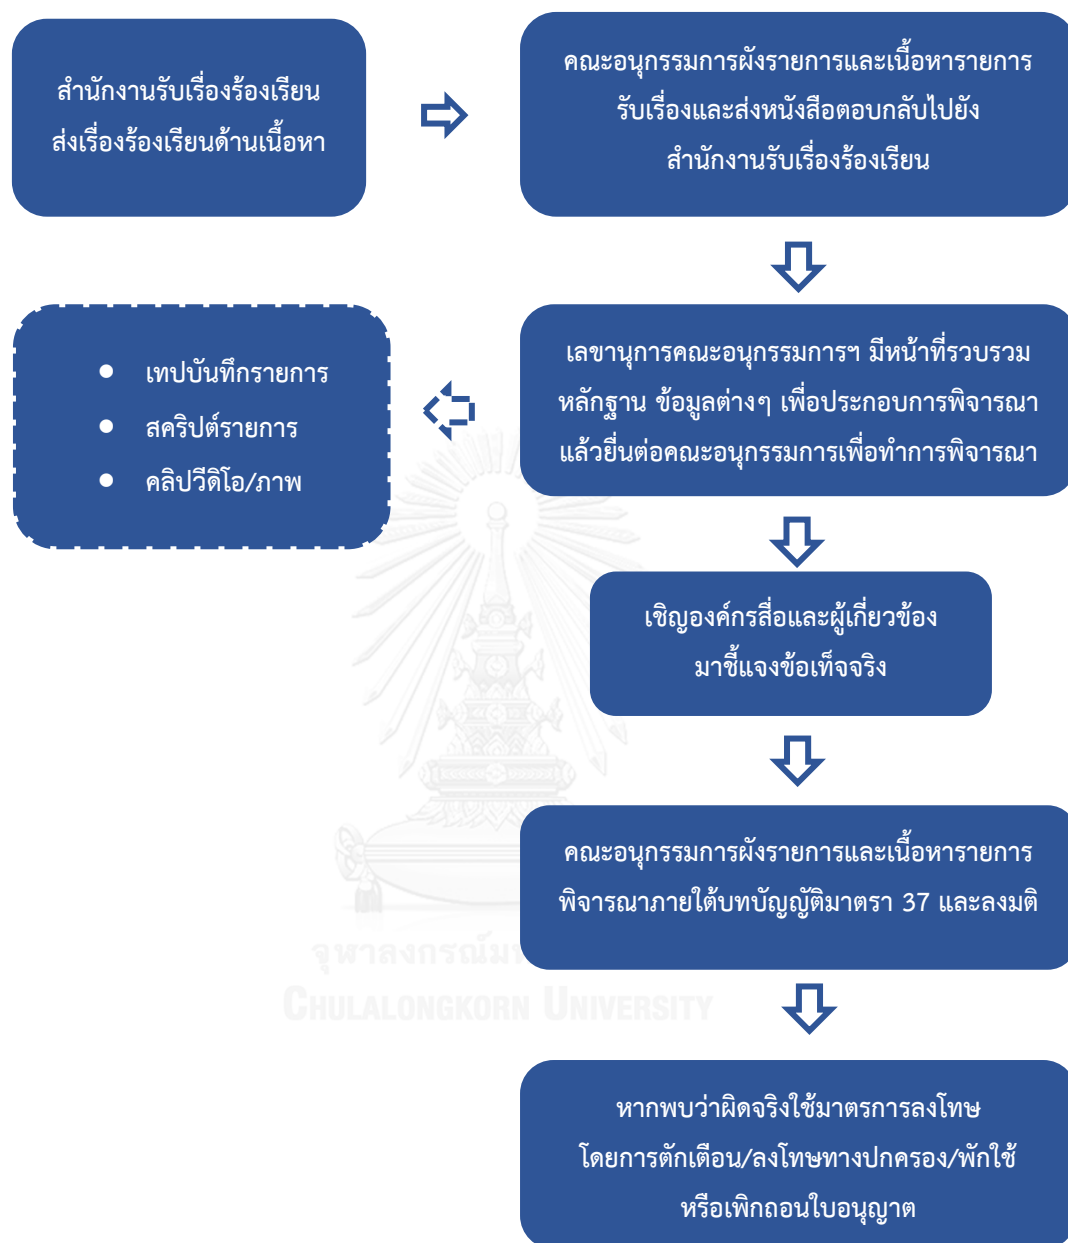 สำนักงานรับเรื่องร้องเรียน
ส่งเรื่องร้องเรียนด้านเนื้อหา
คณะอนุกรรมการผังรายการและเนื้อหารายการ
รับเรื่องและส่งหนังสือตอบกลับไปยัง
สำนักงานรับเรื่องร้องเรียน
เลขานุการคณะอนุกรรมการฯ มีหน้าที่รวบรวม
หลักฐาน ข้อมูลต่างๆ เพื่อประกอบการพิจารณา
แล้วยื่นต่อคณะอนุกรรมการเพื่อทำการพิจารณา
● เทปบันทึกรายการ
● สคริปต์รายการ
● คลิปวีดิโอ/ภาพ
เชิญองค์กรสื่อและผู้เกี่ยวข้อง
มาชี้แจงข้อเท็จจริง
คณะอนุกรรมการผังรายการและเนื้อหารายการ
พิจารณาภายใต้บทบัญญัติมาตรา 37 และลงมติ
จุฬาลงกรณ์ม
CHULALONGKORN UNIVERSITY
หากพบว่าผิดจริงใช้มาตรการลงโทษ
โดยการตักเตือน/ลงโทษทางปกครอง/พักใช้
หรือเพิกถอนใบอนุญาต